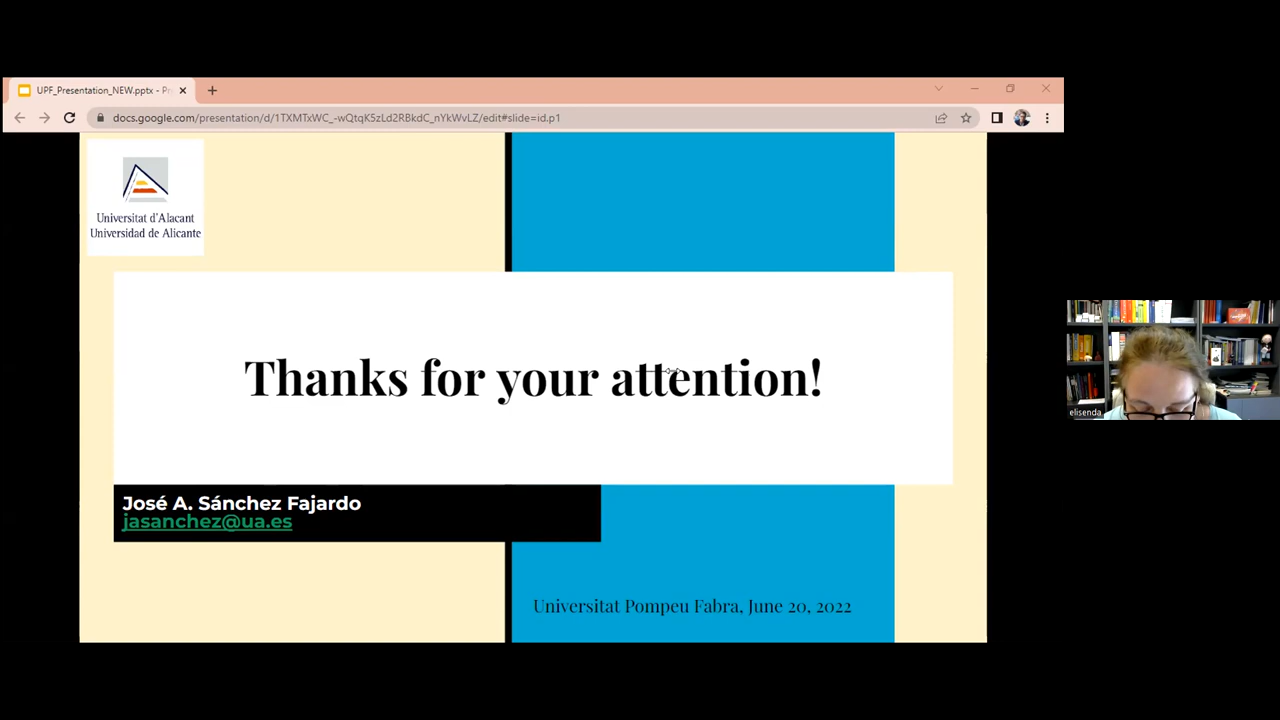 UPF_Presentation_NEW.pptx - Pr
docs.google.com/presentation/d/1TXMTxWC_-wQtqK5zLd2RBkdC_nYkWvLZ/edit#slide=id.p1
Universitat d'Alacant
Universidad de Alicante
Thanks for your attention!
José A. Sánchez Fajardo
jasanchez@ua.es
Universitat Pompeu Fabra, June 20, 2022
elisenda